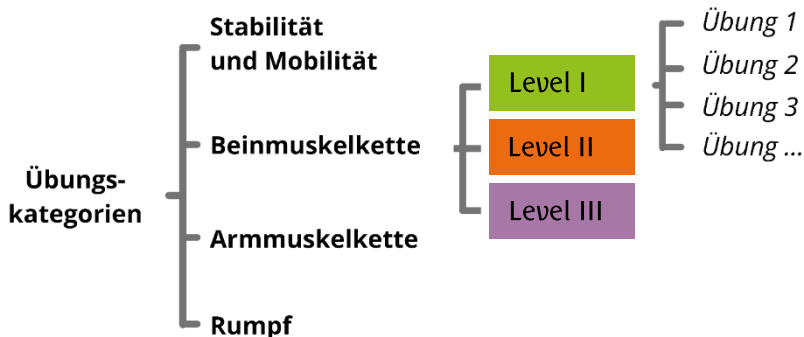 Übungs-
kategorien
Stabilität
und Mobilität
Beinmuskelkette
Armmuskelkette
Rumpf
Level I
Level II
Level III
Übung 1
Übung 2
Übung 3
Übung ...